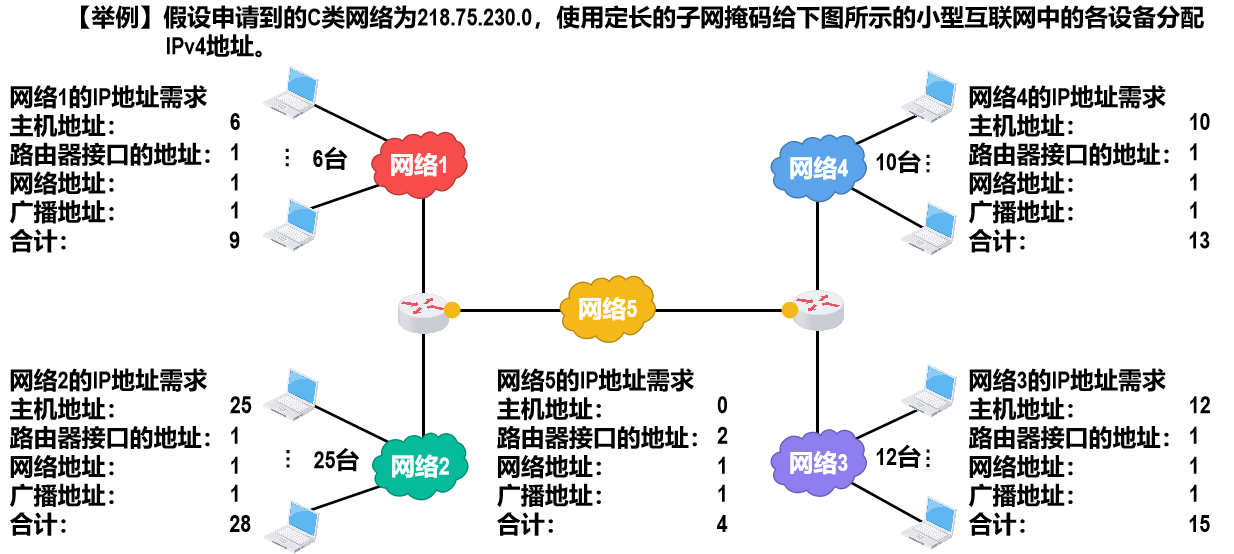 【举例】假设申请到的C类网络为218.75.230.0，使用定长的子网掩码给下图所示的小型互联网中的各设备分配
IPv4地址。
网络1的IP地址需求
主机地址： 6
路由器接口的地址： 1
网络地址： 1
广播地址： 1
合计： 9
⋮ 6台
网络1
网络4
10台⋮
网络4的IP地址需求
主机地址： 10
路由器接口的地址： 1
网络地址： 1
广播地址： 1
合计： 13
网络5
网络2的IP地址需求
主机地址： 25
路由器接口的地址： 1
网络地址： 1
广播地址： 1
合计： 28
⋮ 25台
网络2
网络5的IP地址需求
主机地址： 0
路由器接口的地址： 2
网络地址： 1
广播地址： 1
合计： 4
网络3
12台⋮
网络3的IP地址需求
主机地址： 12
路由器接口的地址： 1
网络地址： 1
广播地址： 1
合计： 15